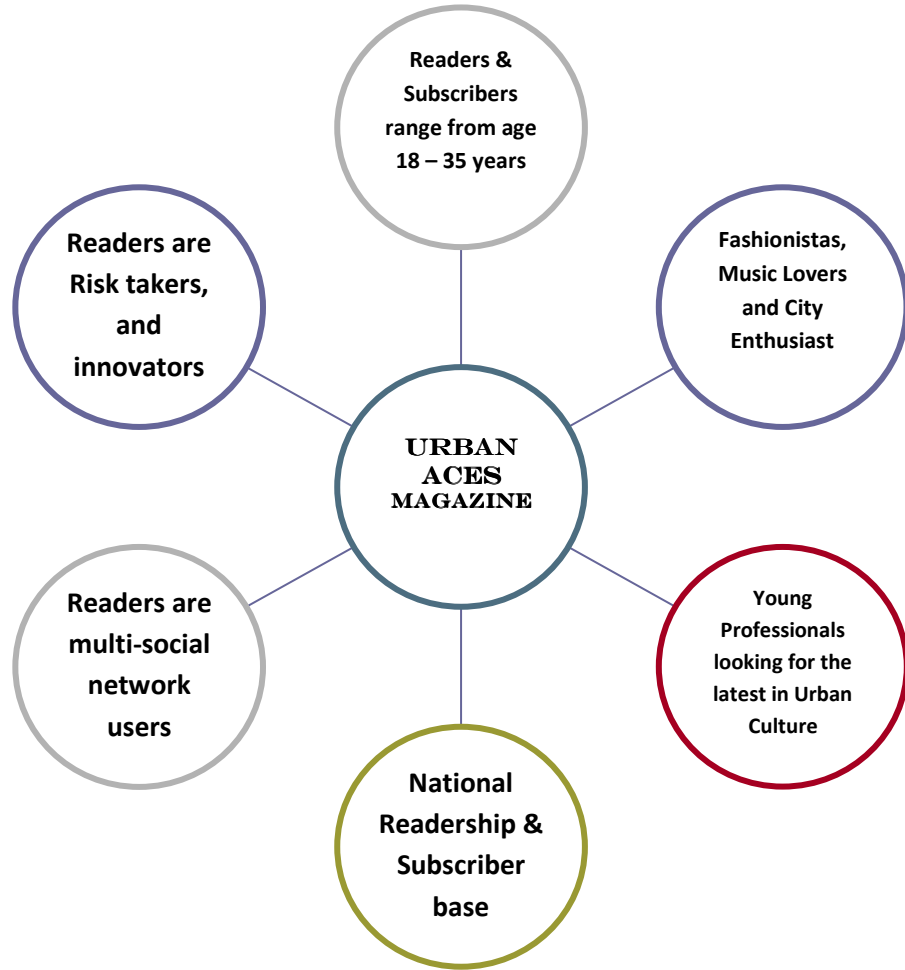 Readers &
Subscribers
range from age
18 – 35 years
Readers are
Risk takers,
and
innovators
Fashionistas,
Music Lovers
and City
Enthusiast
URBAN
ACES
MAGAZINE
Readers are
multi-social
network
users
Young
Professionals
looking for the
latest in Urban
Culture
National
Readership &
Subscriber
base